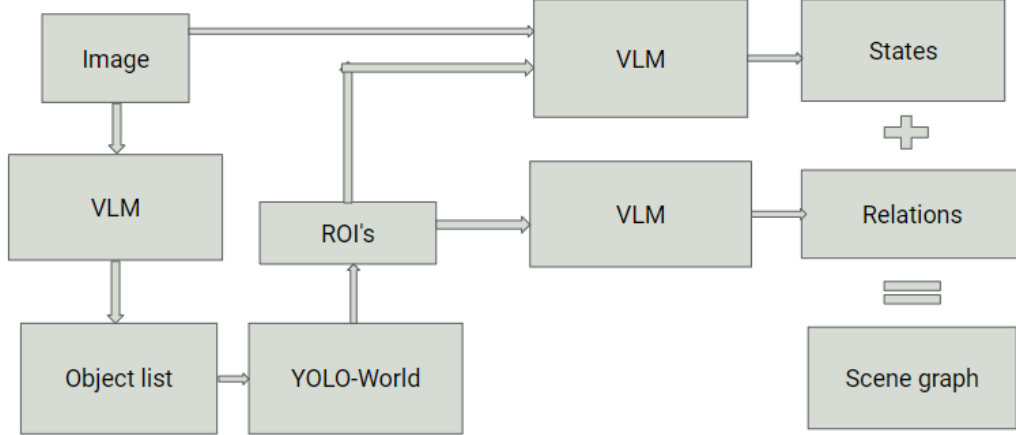 Image
VLM
States
VLM
ROI's
VLM
Relations
Object list
YOLO-World
Scene graph